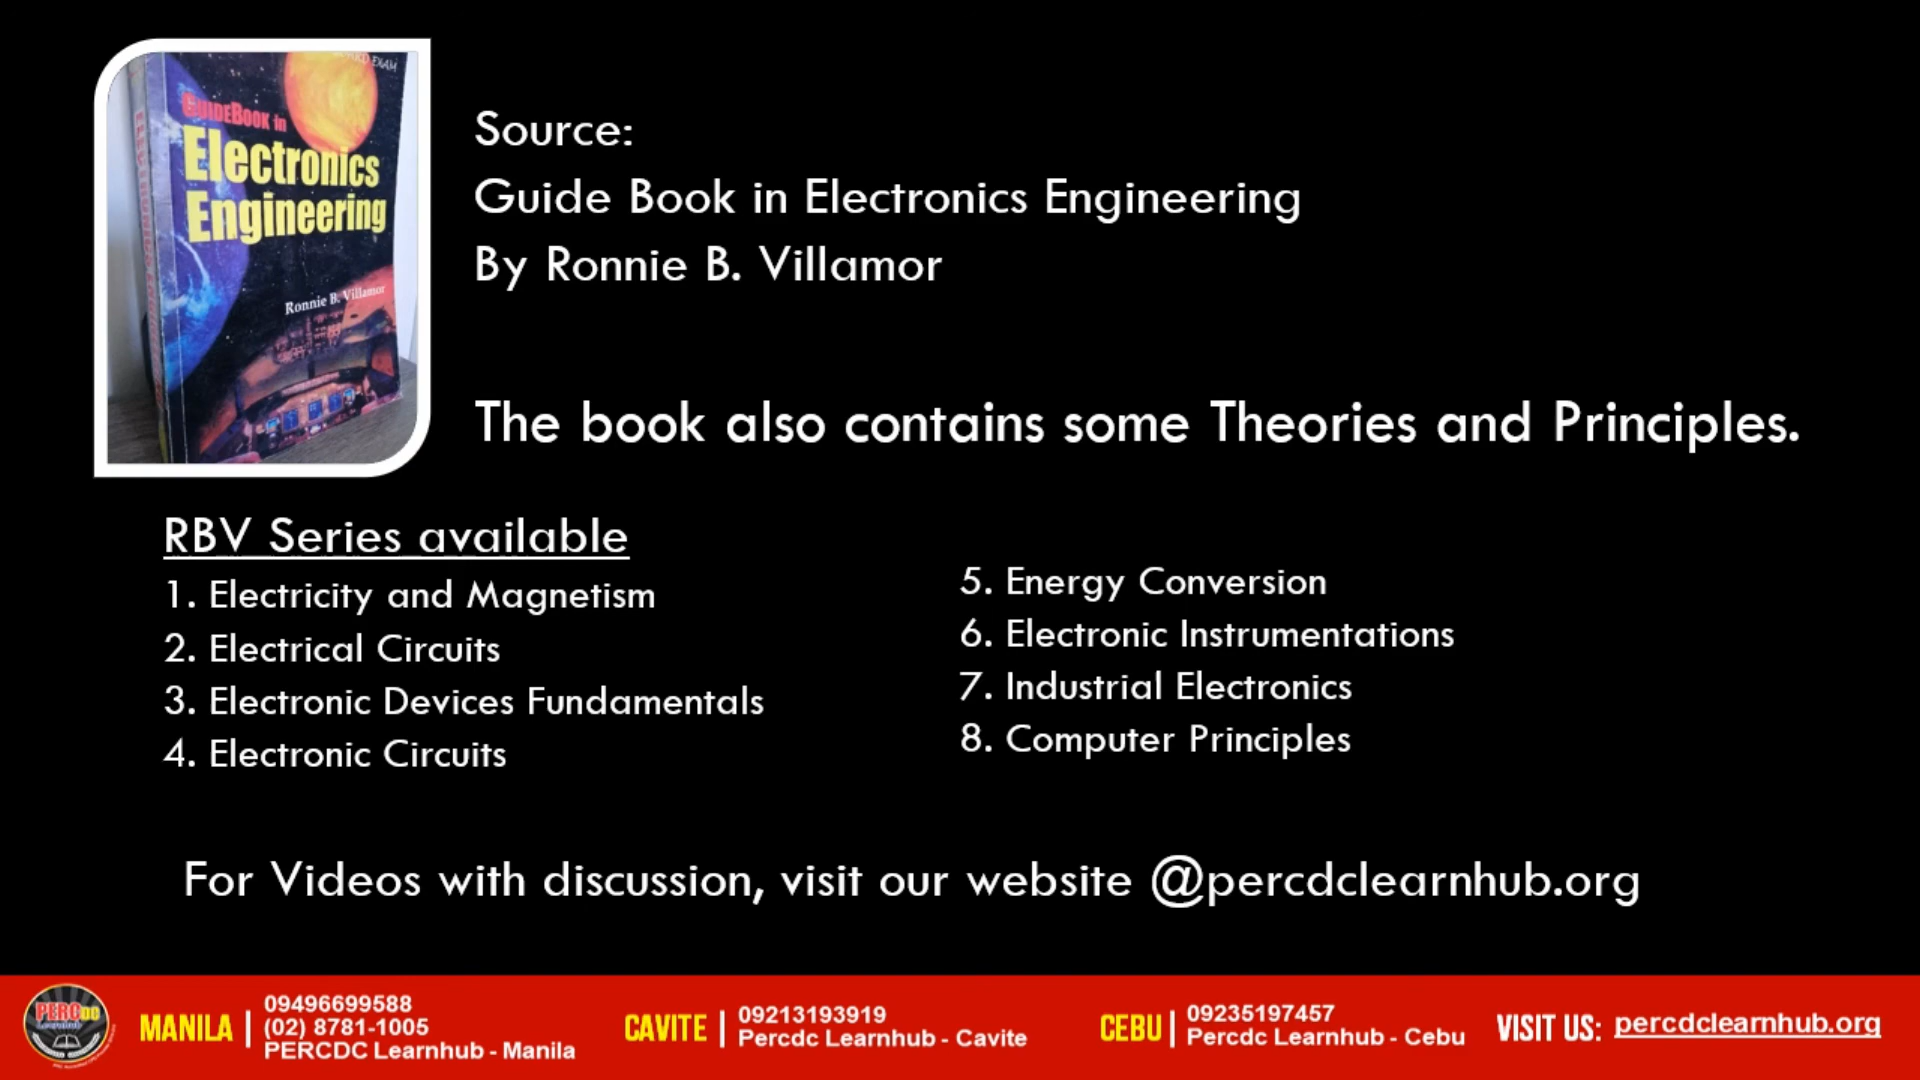 EXAM
GUIDEBOOK in
Electronics
Engineering
Ronnie B. Villamor
Source:
Guide Book in Electronics Engineering
By Ronnie B. Villamor
The book also contains some Theories and Principles.
RBV Series available
1. Electricity and Magnetism
2. Electrical Circuits
3. Electronic Devices Fundamentals
4. Electronic Circuits
5. Energy Conversion
6. Electronic Instrumentations
7. Industrial Electronics
8. Computer Principles
For Videos with discussion, visit our website @percdclearnhub.org
PERCDC
Learnhub
MANILA
09496699588
(02) 8781-1005
PERCDC Learnhub - Manila
CAVITE
09213193919
Percdc Learnhub - Cavite
CEBU
09235197457
Percdc Learnhub - Cebu
VISIT US: percdclearnhub.org